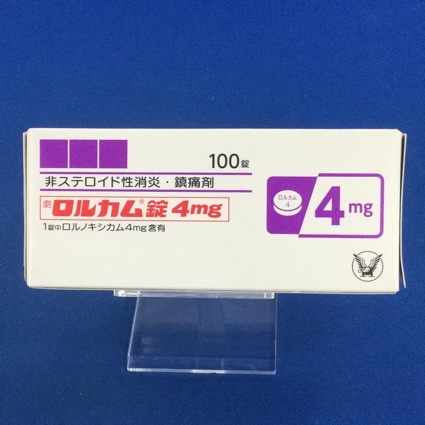 100錠
非ステロイド性消炎・鎮痛剤
劇 ロルカム®錠4mg
1錠中ロルノキシカム4mg含有
ロルカム
4
4mg